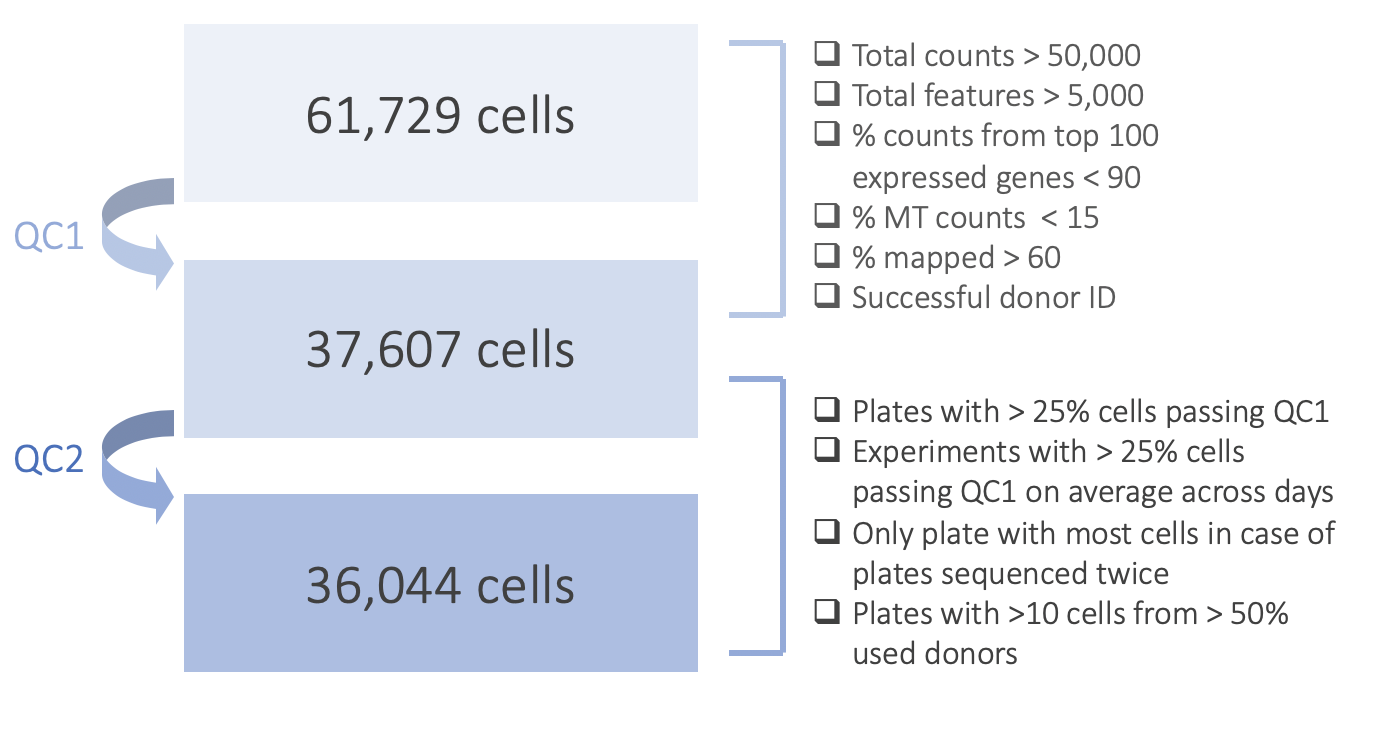 61,729 cells
QC1
37,607 cells
QC2
36,044 cells
❑ Total counts > 50,000
❑ Total features > 5,000
❑ % counts from top 100
expressed genes < 90
❑ % MT counts  < 15
❑ % mapped > 60
❑ Successful donor ID
❑ Plates with > 25% cells passing QC1
❑ Experiments with > 25% cells
passing QC1 on average across days
❑ Only plate with most cells in case of
plates sequenced twice
❑ Plates with >10 cells from > 50%
used donors